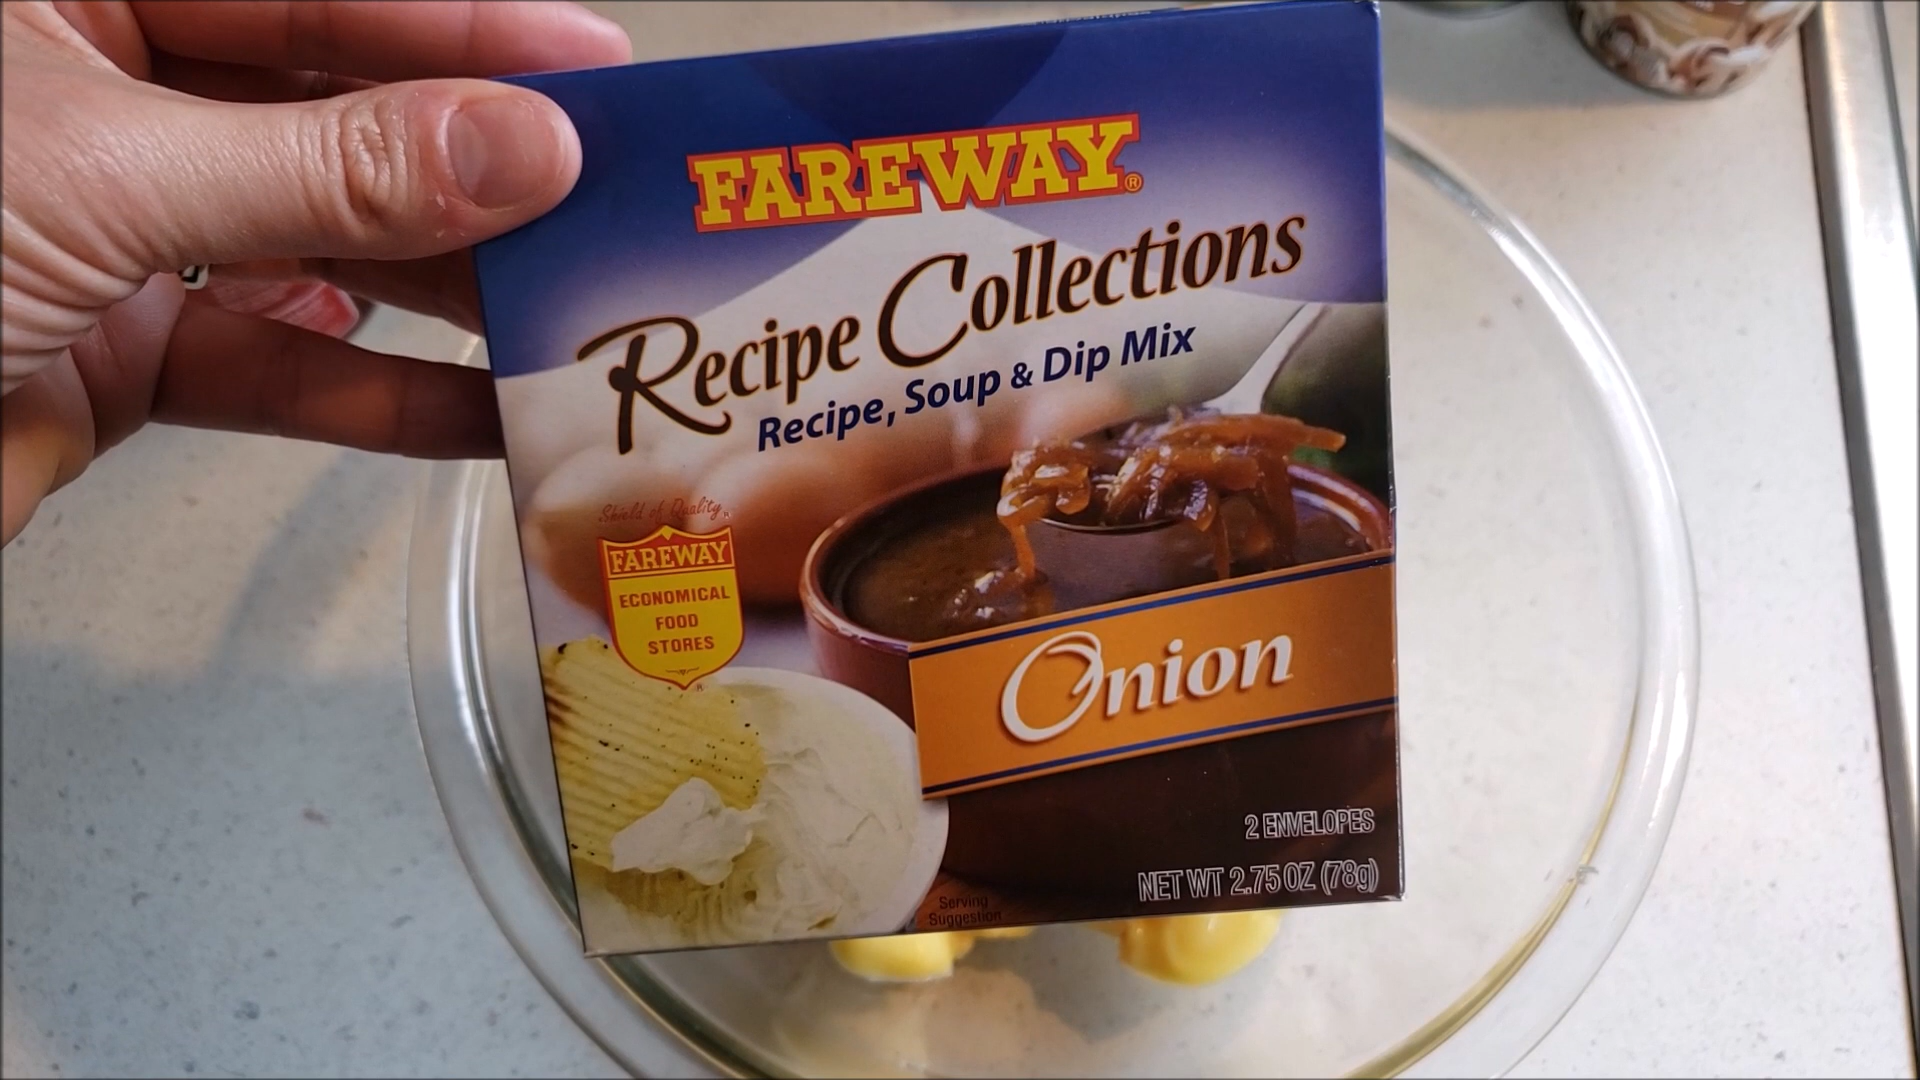 FAREWAY®
Recipe Collections
Recipe, Soup & Dip Mix
Shield of Quality®
FAREWAY
ECONOMICAL
FOOD
STORES
®
Onion
2 ENVELOPES
NET WT 2.75 OZ (78g)
Serving
Suggestion